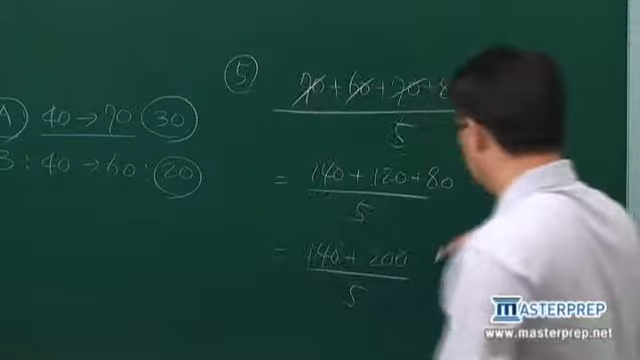 A) 40→70 (30)
B: 40→60: (20)
⑤ 70+60+70+8
5
= 140+120+80
5
= 140+200
5
MASTERPREP
www.masterprep.net